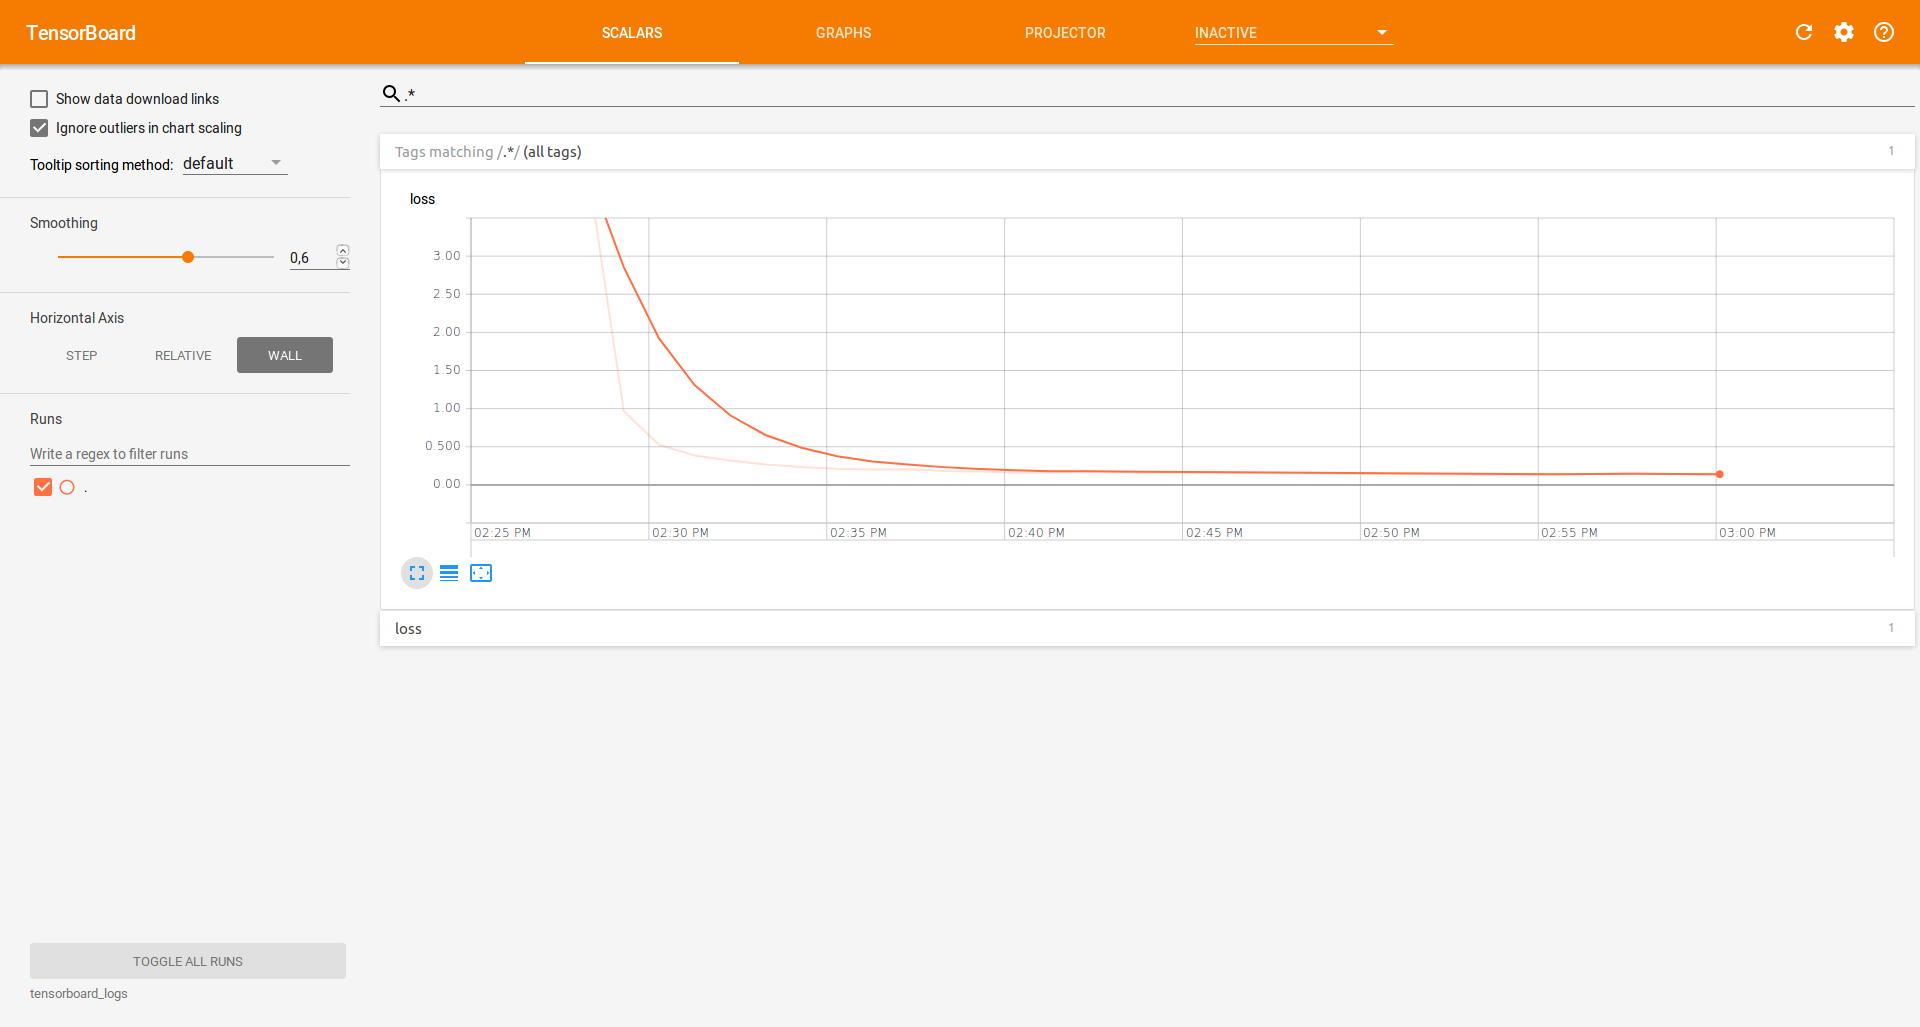 TensorBoard
SCALARS
GRAPHS
PROJECTOR
INACTIVE
Show data download links
Ignore outliers in chart scaling
Tooltip sorting method: default
Smoothing
0,6
Horizontal Axis
STEP RELATIVE WALL
Runs
Write a regex to filter runs
.
TOGGLE ALL RUNS
tensorboard_logs
.*
Tags matching /.*/ (all tags) 1
loss
3.00
2.50
2.00
1.50
1.00
0.500
0.00
02:25 PM 02:30 PM 02:35 PM 02:40 PM 02:45 PM 02:50 PM 02:55 PM 03:00 PM
loss 1